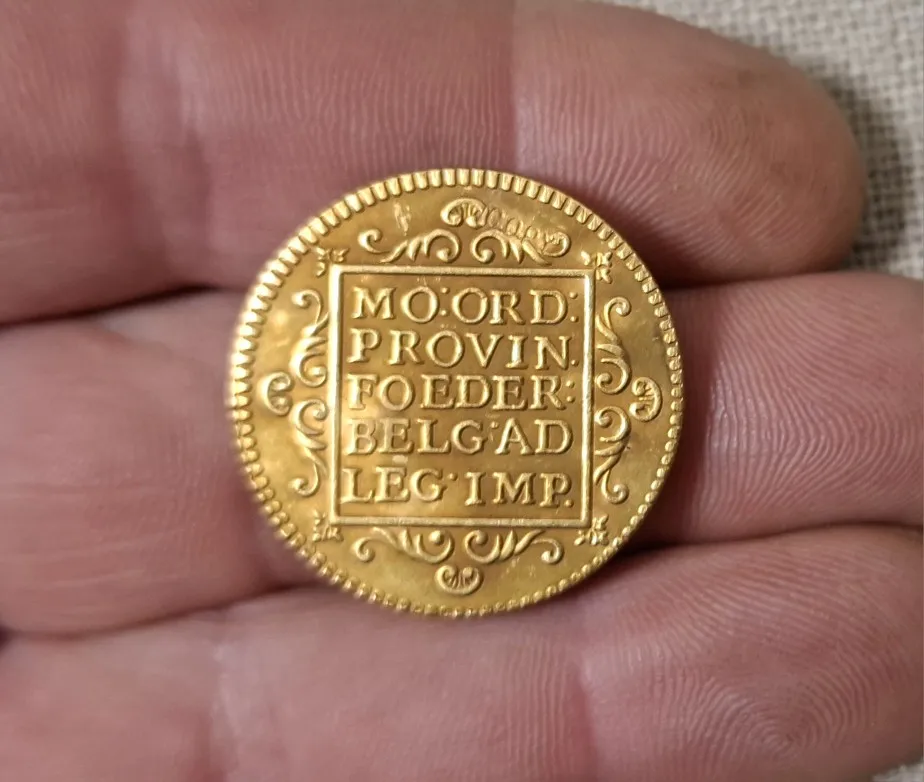 MO:ORD:
PROVIN.
FOEDER:
BELG·AD
LEG·IMP.